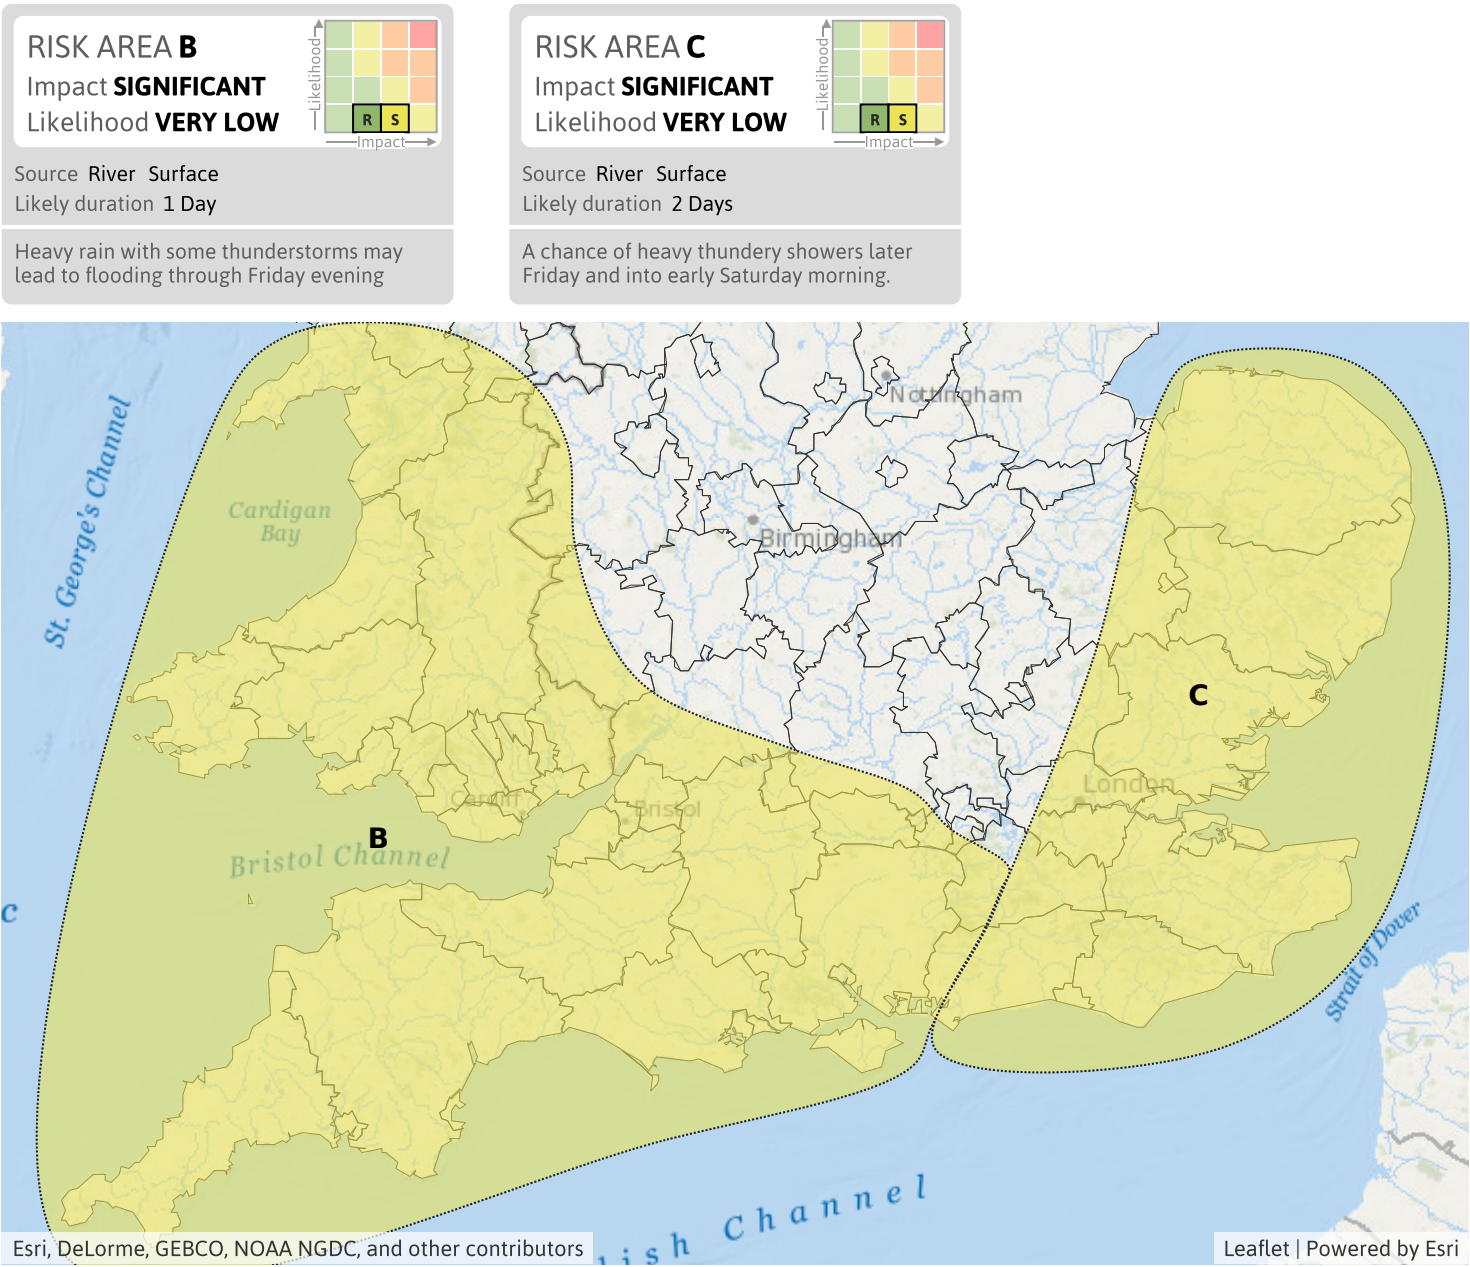 RISK AREA B
Impact SIGNIFICANT
Likelihood VERY LOW
Likelihood
R S
Impact
Source River Surface
Likely duration 1 Day
Heavy rain with some thunderstorms may
lead to flooding through Friday evening
RISK AREA C
Impact SIGNIFICANT
Likelihood VERY LOW
Likelihood
R S
Impact
Source River Surface
Likely duration 2 Days
A chance of heavy thundery showers later
Friday and into early Saturday morning.
Nottingham
St. George's Channel
Cardigan
Bay
Birmingham
C
London
Cardiff
Bristol
B
Bristol Channel
c
Strait of Dover
lish Channel
Esri, DeLorme, GEBCO, NOAA NGDC, and other contributors
Leaflet | Powered by Esri